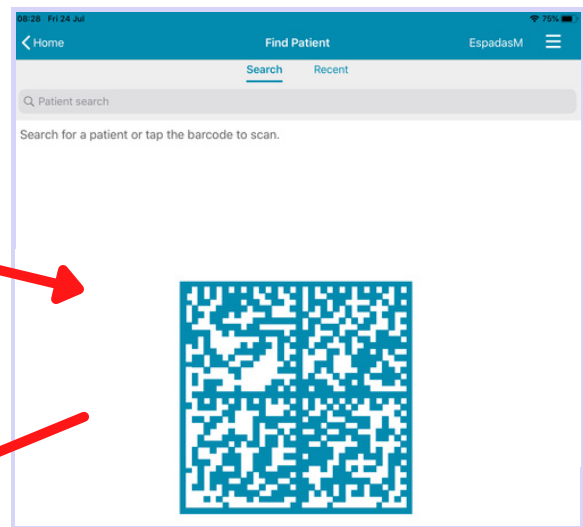 08:28 Fri 24 Jul 75%
Home Find Patient EspadasM
Search Recent
Patient search
Search for a patient or tap the barcode to scan.